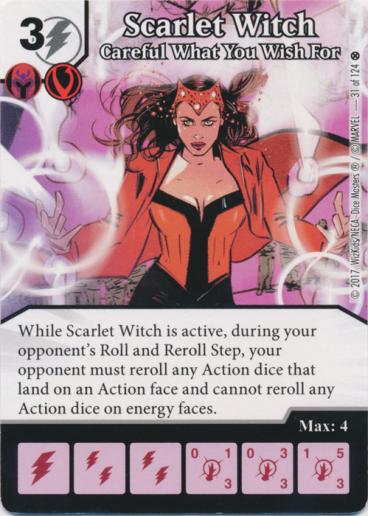 3
Scarlet Witch
Careful What You Wish For
© 2017 WizKids/NECA. Dice Masters ® / ©MARVEL — 31 of 124
While Scarlet Witch is active, during your
opponent's Roll and Reroll Step, your
opponent must reroll any Action dice that
land on an Action face and cannot reroll any
Action dice on energy faces.
Max: 4
0 1
3
0 3
3
1 5
3